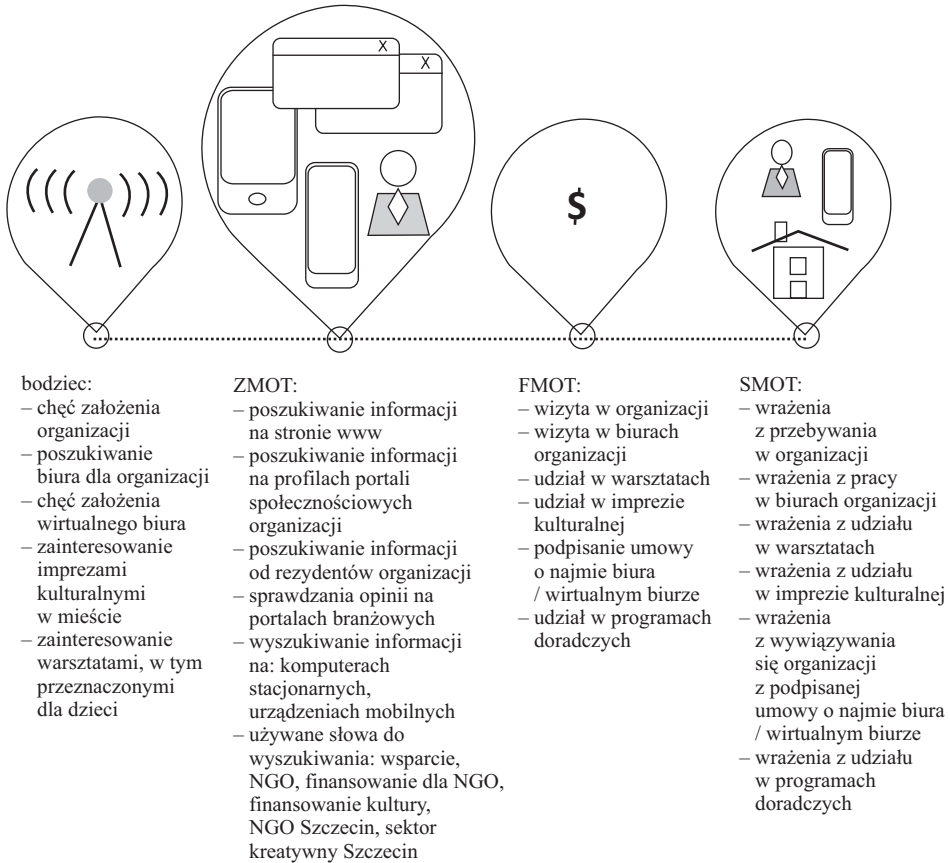 X
X
$
bodziec:
– chęć założenia
organizacji
– poszukiwanie
biura dla organizacji
– chęć założenia
wirtualnego biura
– zainteresowanie
imprezami
kulturalnymi
w mieście
– zainteresowanie
warsztatami, w tym
przeznaczonymi
dla dzieci
ZMOT:
– poszukiwanie informacji
na stronie www
– poszukiwanie informacji
na profilach portali
społecznościowych
organizacji
– poszukiwanie informacji
od rezydentów organizacji
– sprawdzania opinii na
portalach branżowych
– wyszukiwanie informacji
na: komputerach
stacjonarnych,
urządzeniach mobilnych
– używane słowa do
wyszukiwania: wsparcie,
NGO, finansowanie dla NGO,
finansowanie kultury,
NGO Szczecin, sektor
kreatywny Szczecin
FMOT:
– wizyta w organizacji
– wizyta w biurach
organizacji
– udział w warsztatach
– udział w imprezie
kulturalnej
– podpisanie umowy
o najmie biura
/ wirtualnym biurze
– udział w programach
doradczych
SMOT:
– wrażenia
z przebywania
w organizacji
– wrażenia z pracy
w biurach organizacji
– wrażenia z udziału
w warsztatach
– wrażenia z udziału
w imprezie kulturalnej
– wrażenia
z wywiązywania
się organizacji
z podpisanej
umowy o najmie biura
/ wirtualnym biurze
– wrażenia z udziału
w programach
doradczych